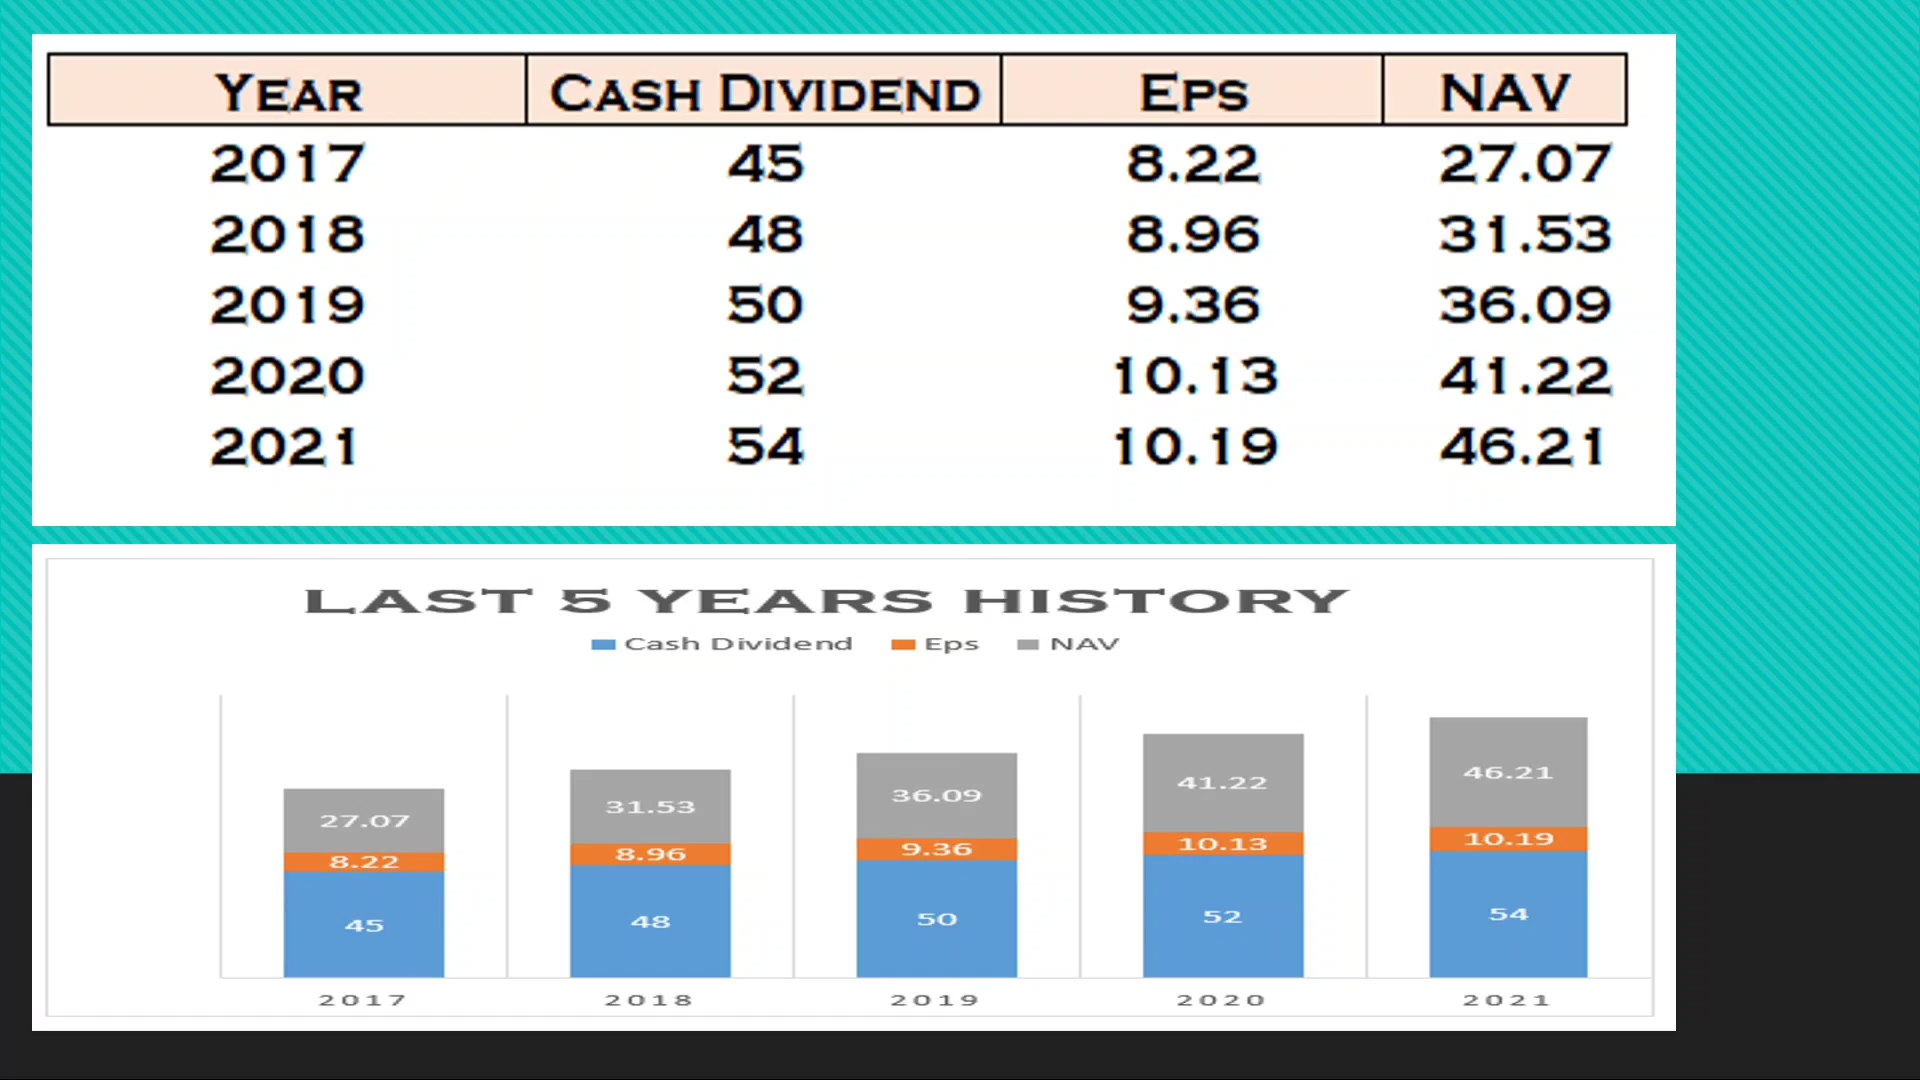 YEAR CASH DIVIDEND EPS NAV
2017 45 8.22 27.07
2018 48 8.96 31.53
2019 50 9.36 36.09
2020 52 10.13 41.22
2021 54 10.19 46.21
LAST 5 YEARS HISTORY
Cash Dividend Eps NAV
27.07 31.53 36.09 41.22 46.21
8.22 8.96 9.36 10.13 10.19
45 48 50 52 54
2017 2018 2019 2020 2021